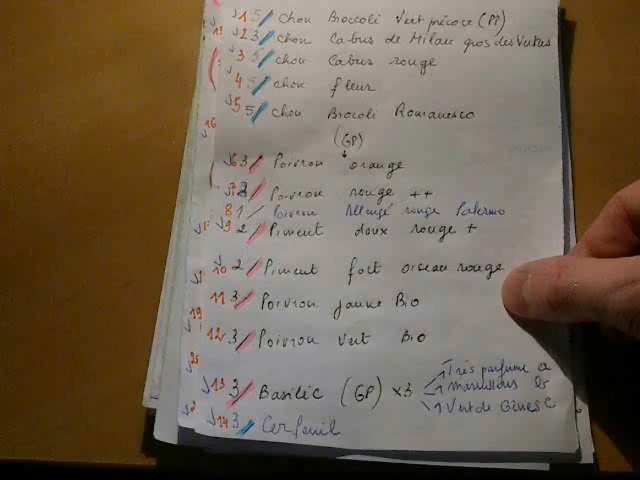 1 5/ Chou Brocoli Vert précoce (PP)
2 3/ chou Cabus de Milan gros des Vertus
3 5/ chou Cabus rouge
4 5/ chou fleur
5 5/ chou Brocoli Romanesco
(GP)
6 3/ Poivron orange
7 3/ Poivron rouge ++
8 1/ Poivron Allongé rouge Palermo
9 2/ Piment doux rouge +
10 2/ Piment fort oiseau rouge
11 3/ Poivron jaune Bio
12 3/ Poivron vert Bio
Très parfumé a
13 3/ Basilic (GP) x3 marseillais b
Vert de Gênes c
14 3/ Cerfeuil